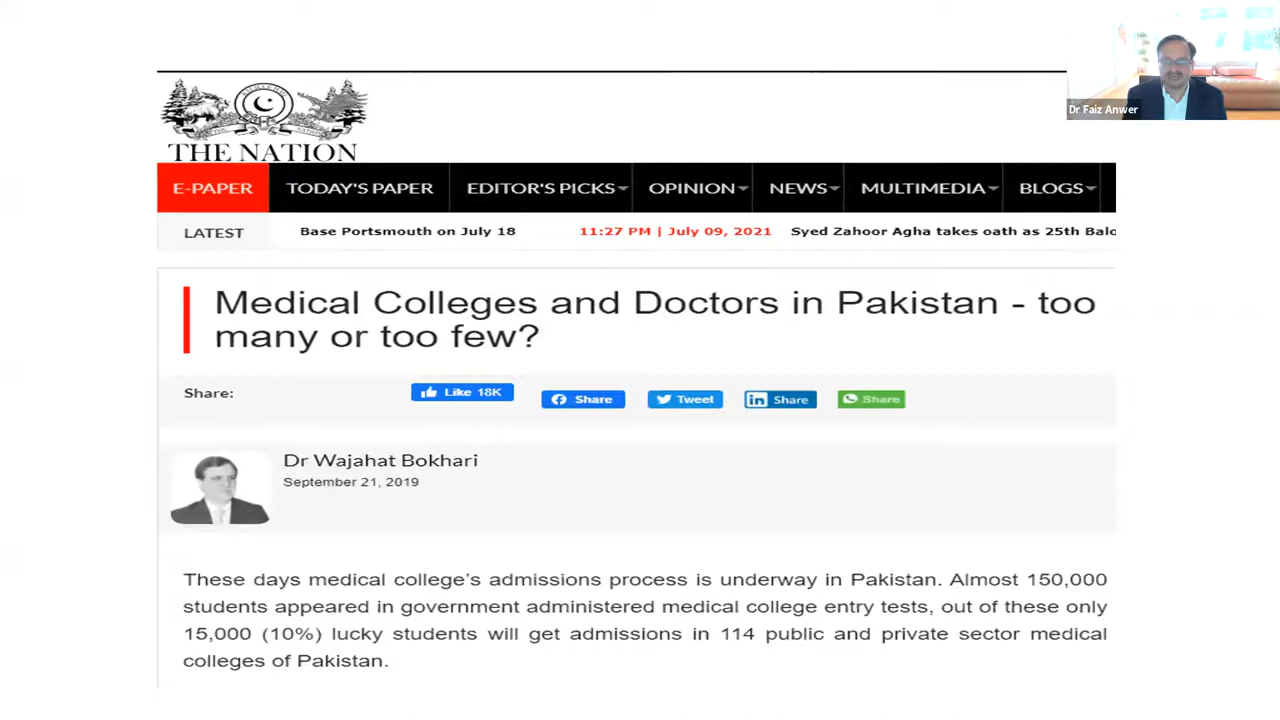 Dr Faiz Anwer
THE NATION
E-PAPER TODAY'S PAPER EDITOR'S PICKS OPINION NEWS MULTIMEDIA BLOGS
LATEST Base Portsmouth on July 18 11:27 PM | July 09, 2021 Syed Zahoor Agha takes oath as 25th Balo
Medical Colleges and Doctors in Pakistan - too
many or too few?
Share: Like 18K Share Tweet Share Share
Dr Wajahat Bokhari
September 21, 2019
These days medical college's admissions process is underway in Pakistan. Almost 150,000
students appeared in government administered medical college entry tests, out of these only
15,000 (10%) lucky students will get admissions in 114 public and private sector medical
colleges of Pakistan.